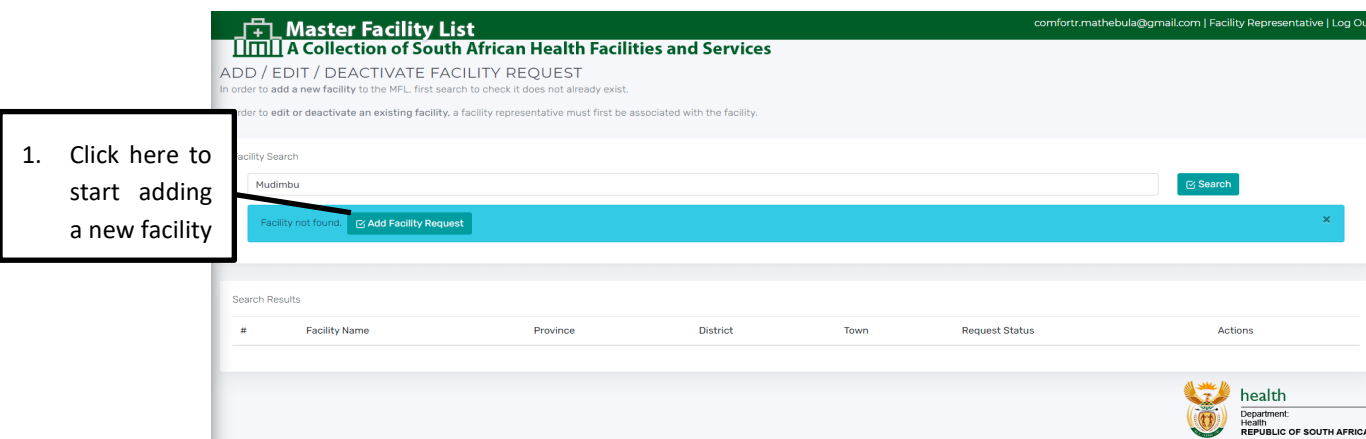 Master Facility List
comfortr.mathebula@gmail.com | Facility Representative | Log Ou
A Collection of South African Health Facilities and Services
ADD / EDIT / DEACTIVATE FACILITY REQUEST
In order to add a new facility to the MFL, first search to check it does not already exist.
rder to edit or deactivate an existing facility, a facility representative must first be associated with the facility.
1. Click here to
start adding
a new facility
acility Search
Mudimbu
Search
Facility not found. Add Facility Request ×
Search Results
# Facility Name Province District Town Request Status Actions
health
Department:
Health
REPUBLIC OF SOUTH AFRICA